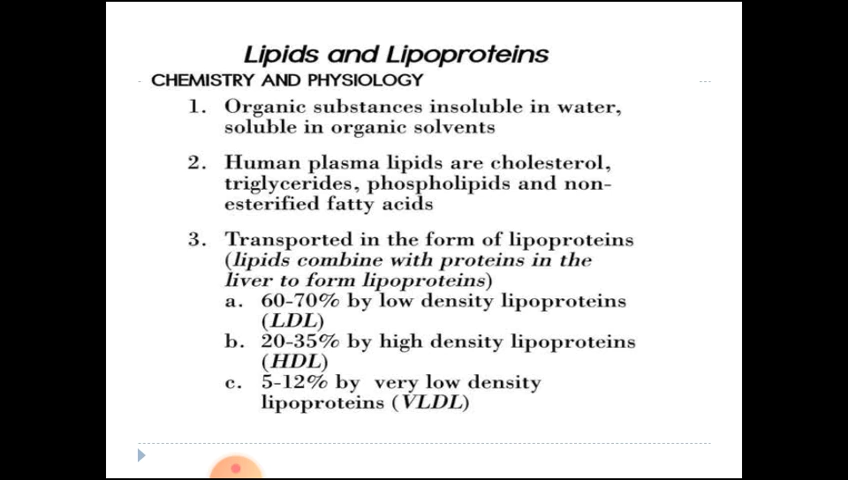 Lipids and Lipoproteins
CHEMISTRY AND PHYSIOLOGY
1. Organic substances insoluble in water,
soluble in organic solvents
2. Human plasma lipids are cholesterol,
triglycerides, phospholipids and non-
esterified fatty acids
3. Transported in the form of lipoproteins
(lipids combine with proteins in the
liver to form lipoproteins)
a. 60-70% by low density lipoproteins
(LDL)
b. 20-35% by high density lipoproteins
(HDL)
c. 5-12% by very low density
lipoproteins (VLDL)